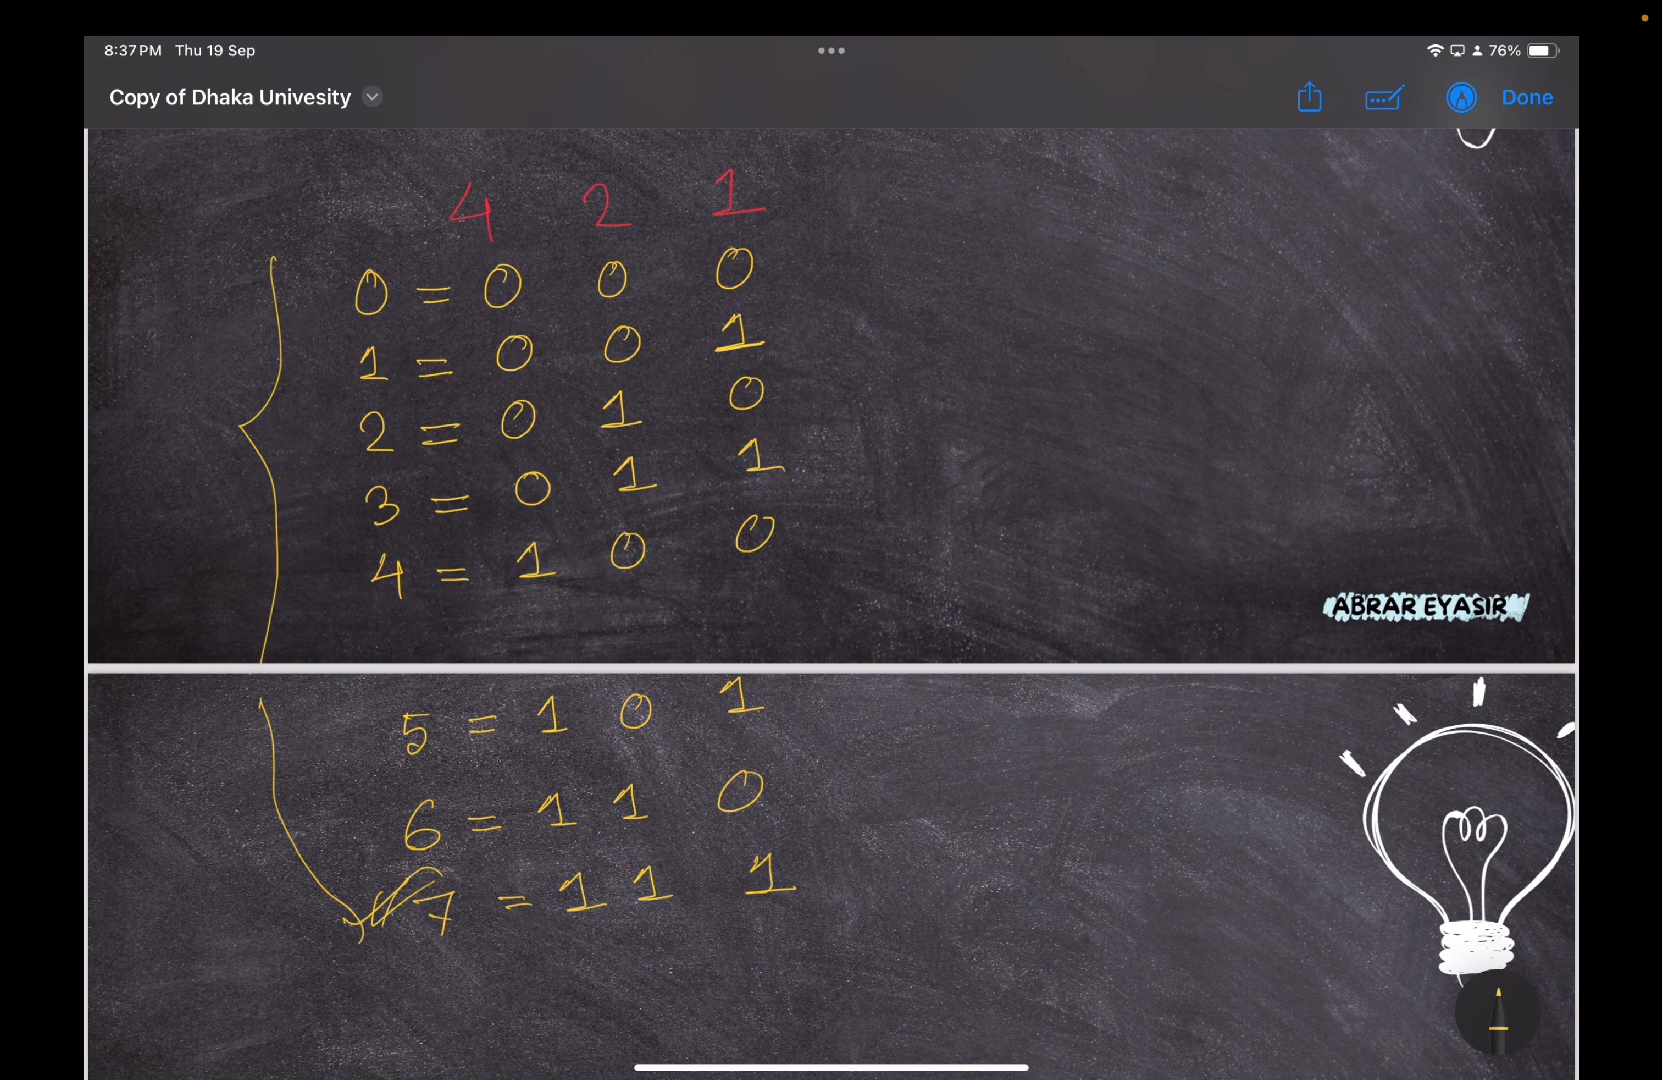 8:37 PM Thu 19 Sep
76%
Copy of Dhaka Univesity
Done
4 2 1
0 = 0 0 0
1 = 0 0 1
2 = 0 1 0
3 = 0 1 1
4 = 1 0 0
ABRAR EYASIR
5 = 1 0 1
6 = 1 1 0
7 = 1 1 1